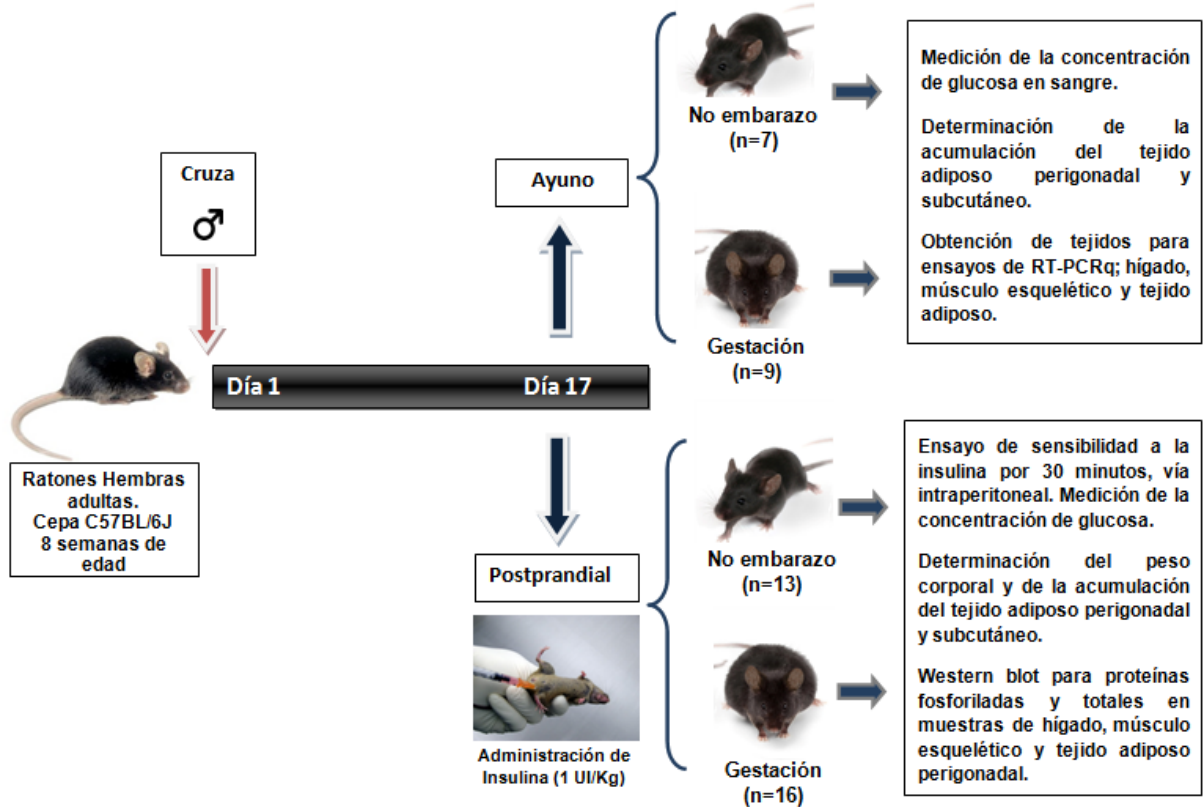 Cruza
Ratones Hembras
adultas.
Cepa C57BL/6J
8 semanas de
edad
Día 1
Día 17
Ayuno
No embarazo
(n=7)
Gestación
(n=9)
Medición de la concentración
de glucosa en sangre.
Determinación de la
acumulación del tejido
adiposo perigonadal y
subcutáneo.
Obtención de tejidos para
ensayos de RT-PCRq; hígado,
músculo esquelético y tejido
adiposo.
Postprandial
Administración de
Insulina (1 UI/Kg)
No embarazo
(n=13)
Gestación
(n=16)
Ensayo de sensibilidad a la
insulina por 30 minutos, vía
intraperitoneal. Medición de la
concentración de glucosa.
Determinación del peso
corporal y de la acumulación
del tejido adiposo perigonadal
y subcutáneo.
Western blot para proteínas
fosforiladas y totales en
muestras de hígado, músculo
esquelético y tejido adiposo
perigonadal.